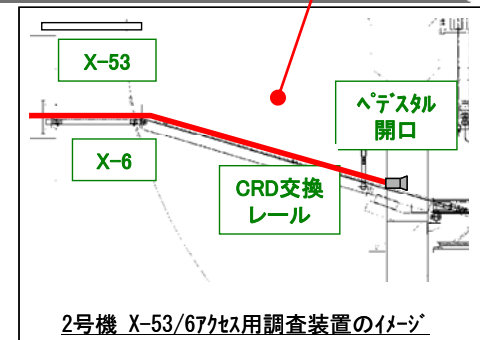 X-53
X-6
ﾍﾟﾃﾞｽﾀﾙ
開口
CRD交換
レール
2号機 X-53/6ｱｸｾｽ用調査装置のｲﾒｰｼﾞ